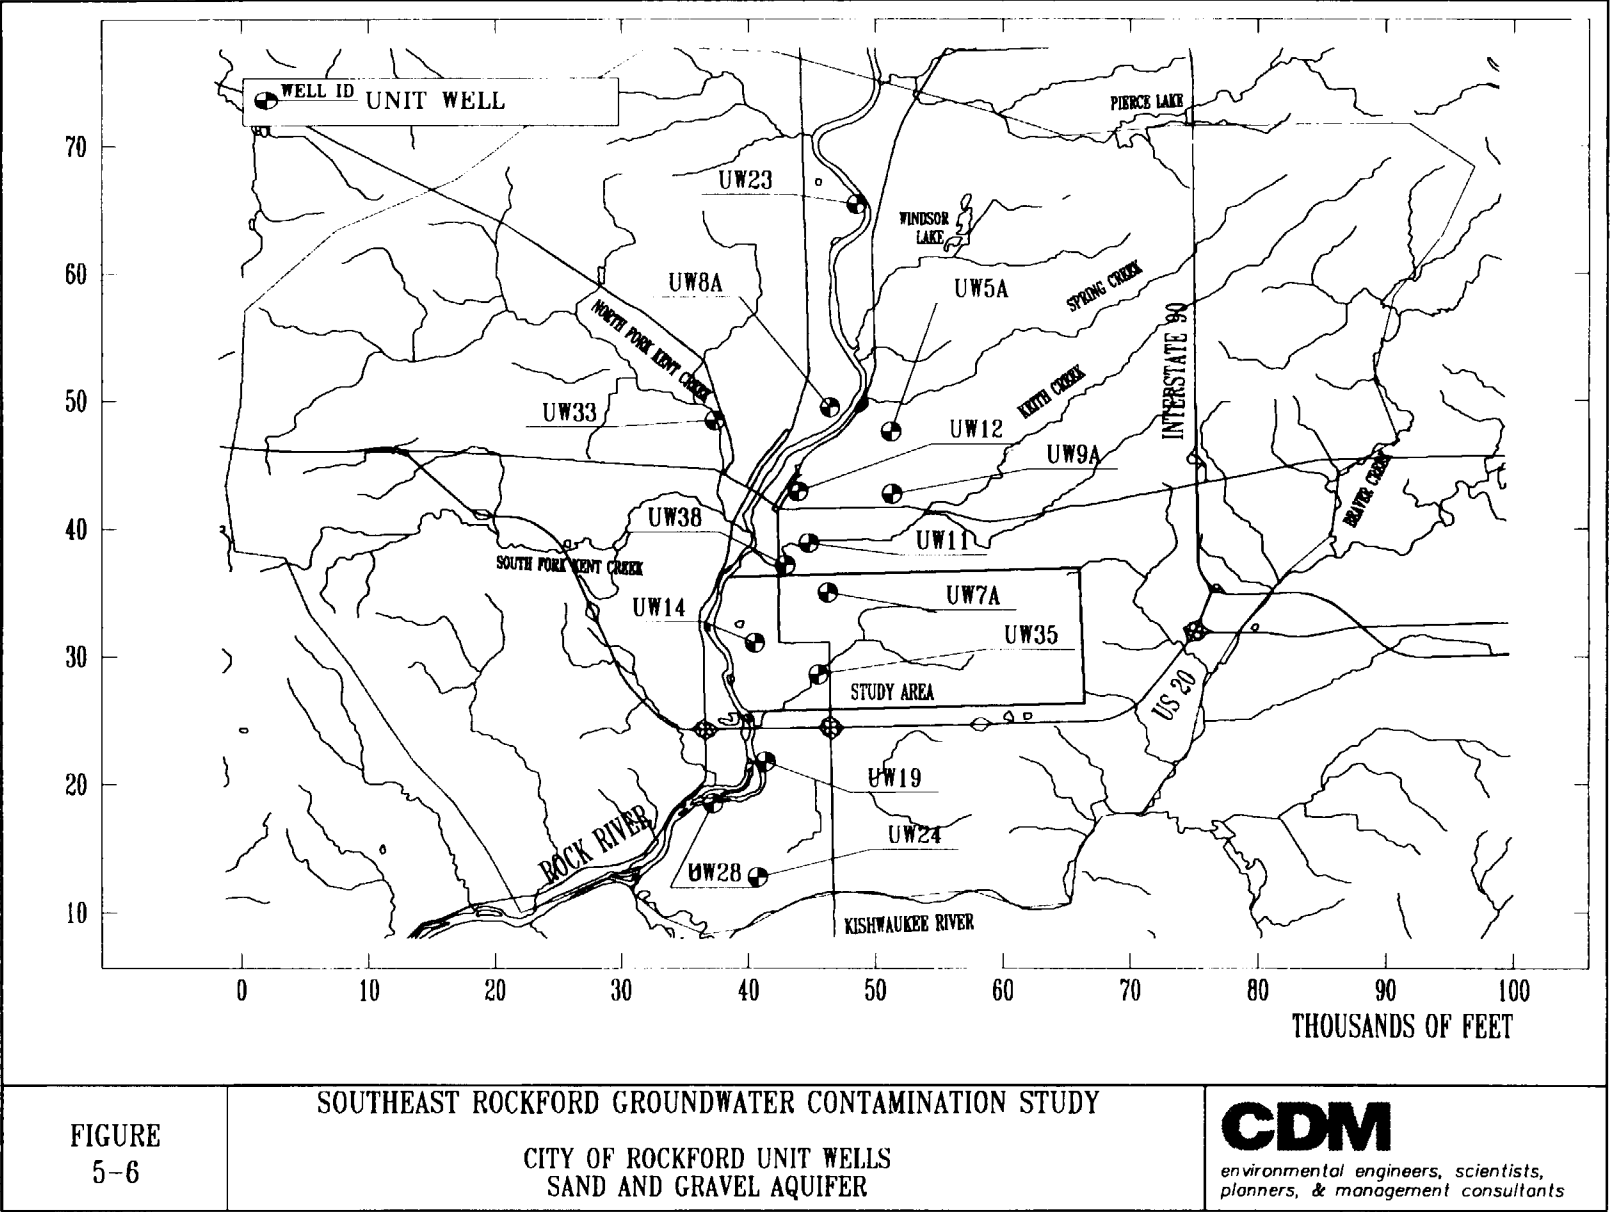 WELL ID UNIT WELL
PIERCE LAKE
70
UW23
WINDSOR
LAKE
60
UW8A
UW5A
SPRING CREEK
NORTH FORK KENT CREEK
INTERSTATE 90
KEITH CREEK
50
UW33
UW12
UW9A
BEAVER CREEK
40
UW38
UW11
SOUTH FORK KENT CREEK
UW7A
UW14
UW35
30
STUDY AREA
US 20
20
UW19
ROCK RIVER
UW24
UW28
10
KISHWAUKEE RIVER
0 10 20 30 40 50 60 70 80 90 100
THOUSANDS OF FEET
FIGURE
5-6
SOUTHEAST ROCKFORD GROUNDWATER CONTAMINATION STUDY
CITY OF ROCKFORD UNIT WELLS
SAND AND GRAVEL AQUIFER
CDM
environmental engineers, scientists,
planners, & management consultants